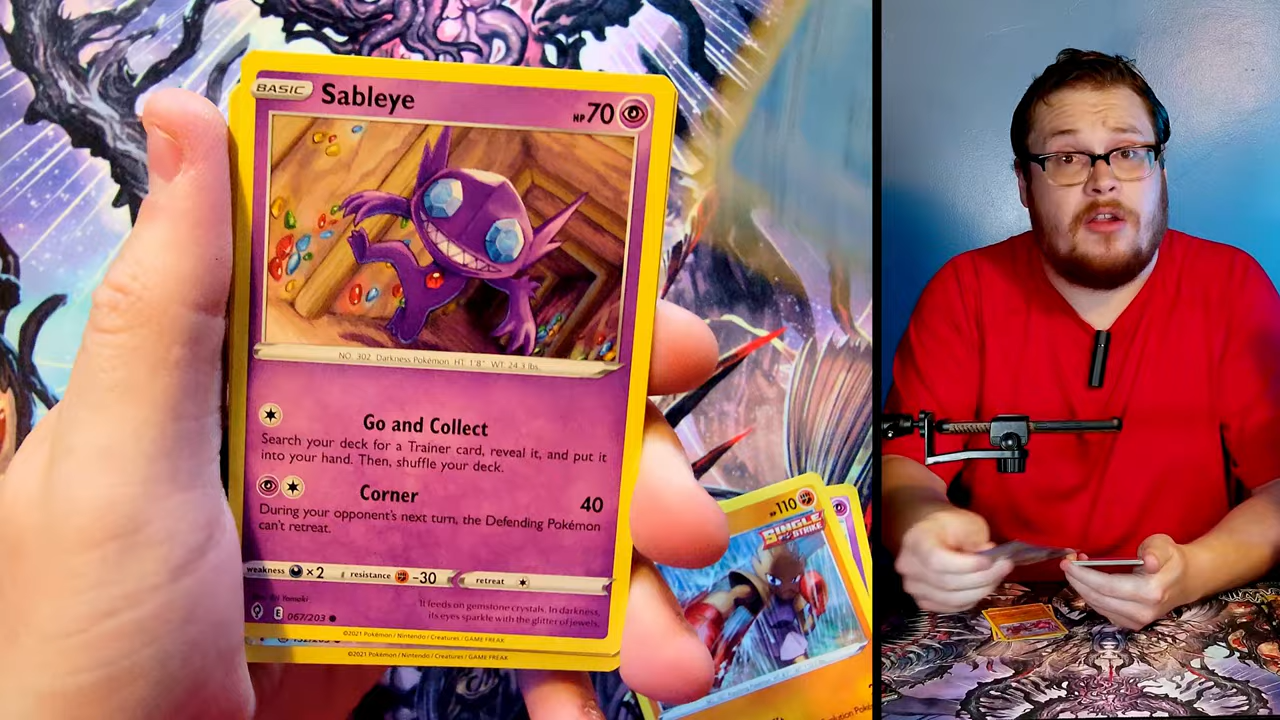 BASIC Sableye HP 70
NO. 302 Darkness Pokémon HT. 1'8" WT. 24.3 lbs.
Go and Collect
Search your deck for a Trainer card, reveal it, and put it
into your hand. Then, shuffle your deck.
Corner 40
During your opponent's next turn, the Defending Pokémon
can't retreat.
weakness ×2 resistance -30 retreat
It feeds on gemstone crystals. In darkness,
its eyes sparkle with the glitter of jewels.
E 067/203
©2021 Pokémon / Nintendo / Creatures / GAME FREAK
©2021 Pokémon / Nintendo / Creatures / GAME FREAK
HP 110
SINGLE
STRIKE